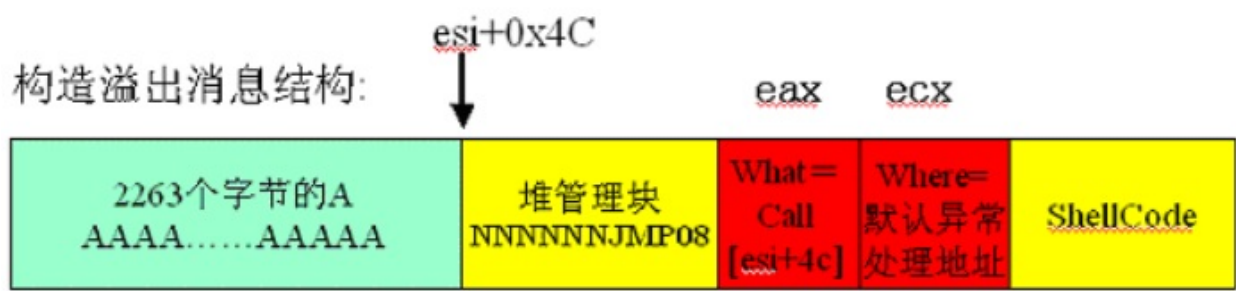 esi+0x4C
构造溢出消息结构:
eax
ecx
2263个字节的A
AAAA……AAAAA
堆管理块
NNNNNNJMP08
What=
Call
[esi+4c]
Where=
默认异常
处理地址
ShellCode